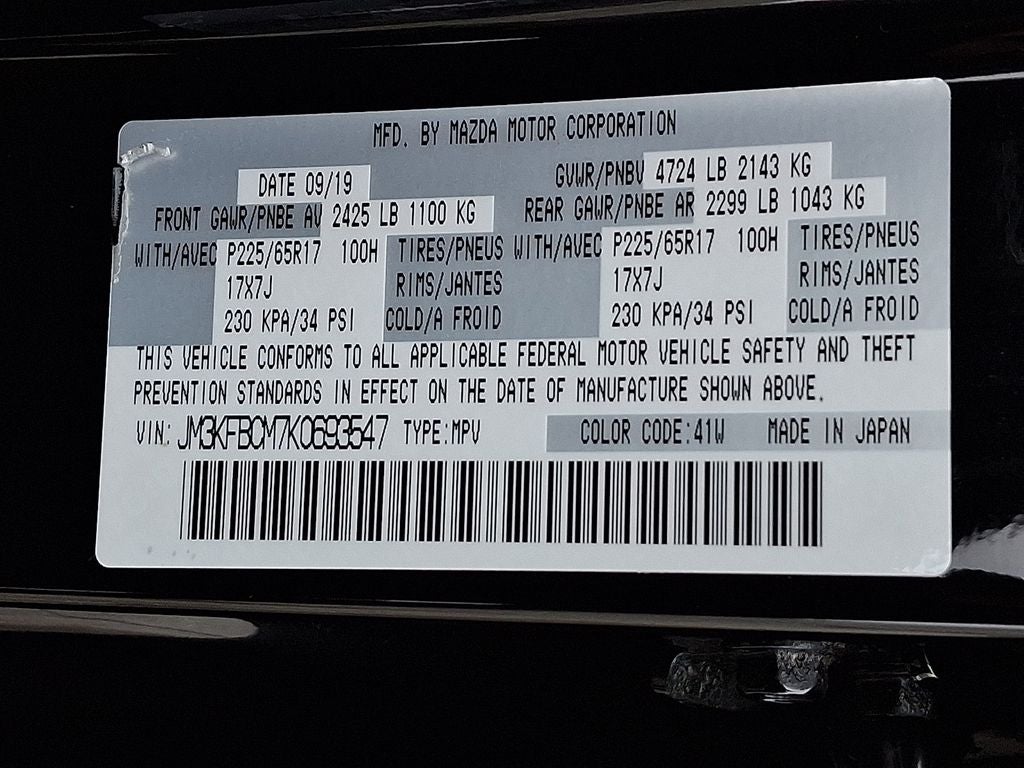 MFD. BY MAZDA MOTOR CORPORATION
DATE 09/19 GVWR/PNBV 4724 LB 2143 KG
FRONT GAWR/PNBE AV 2425 LB 1100 KG REAR GAWR/PNBE AR 2299 LB 1043 KG
WITH/AVEC P225/65R17 100H TIRES/PNEUS WITH/AVEC P225/65R17 100H TIRES/PNEUS
17X7J RIMS/JANTES 17X7J RIMS/JANTES
230 KPA/34 PSI COLD/A FROID 230 KPA/34 PSI COLD/A FROID
THIS VEHICLE CONFORMS TO ALL APPLICABLE FEDERAL MOTOR VEHICLE SAFETY AND THEFT
PREVENTION STANDARDS IN EFFECT ON THE DATE OF MANUFACTURE SHOWN ABOVE.
VIN: JM3KFBCM7K0693547 TYPE:MPV COLOR CODE:41W MADE IN JAPAN